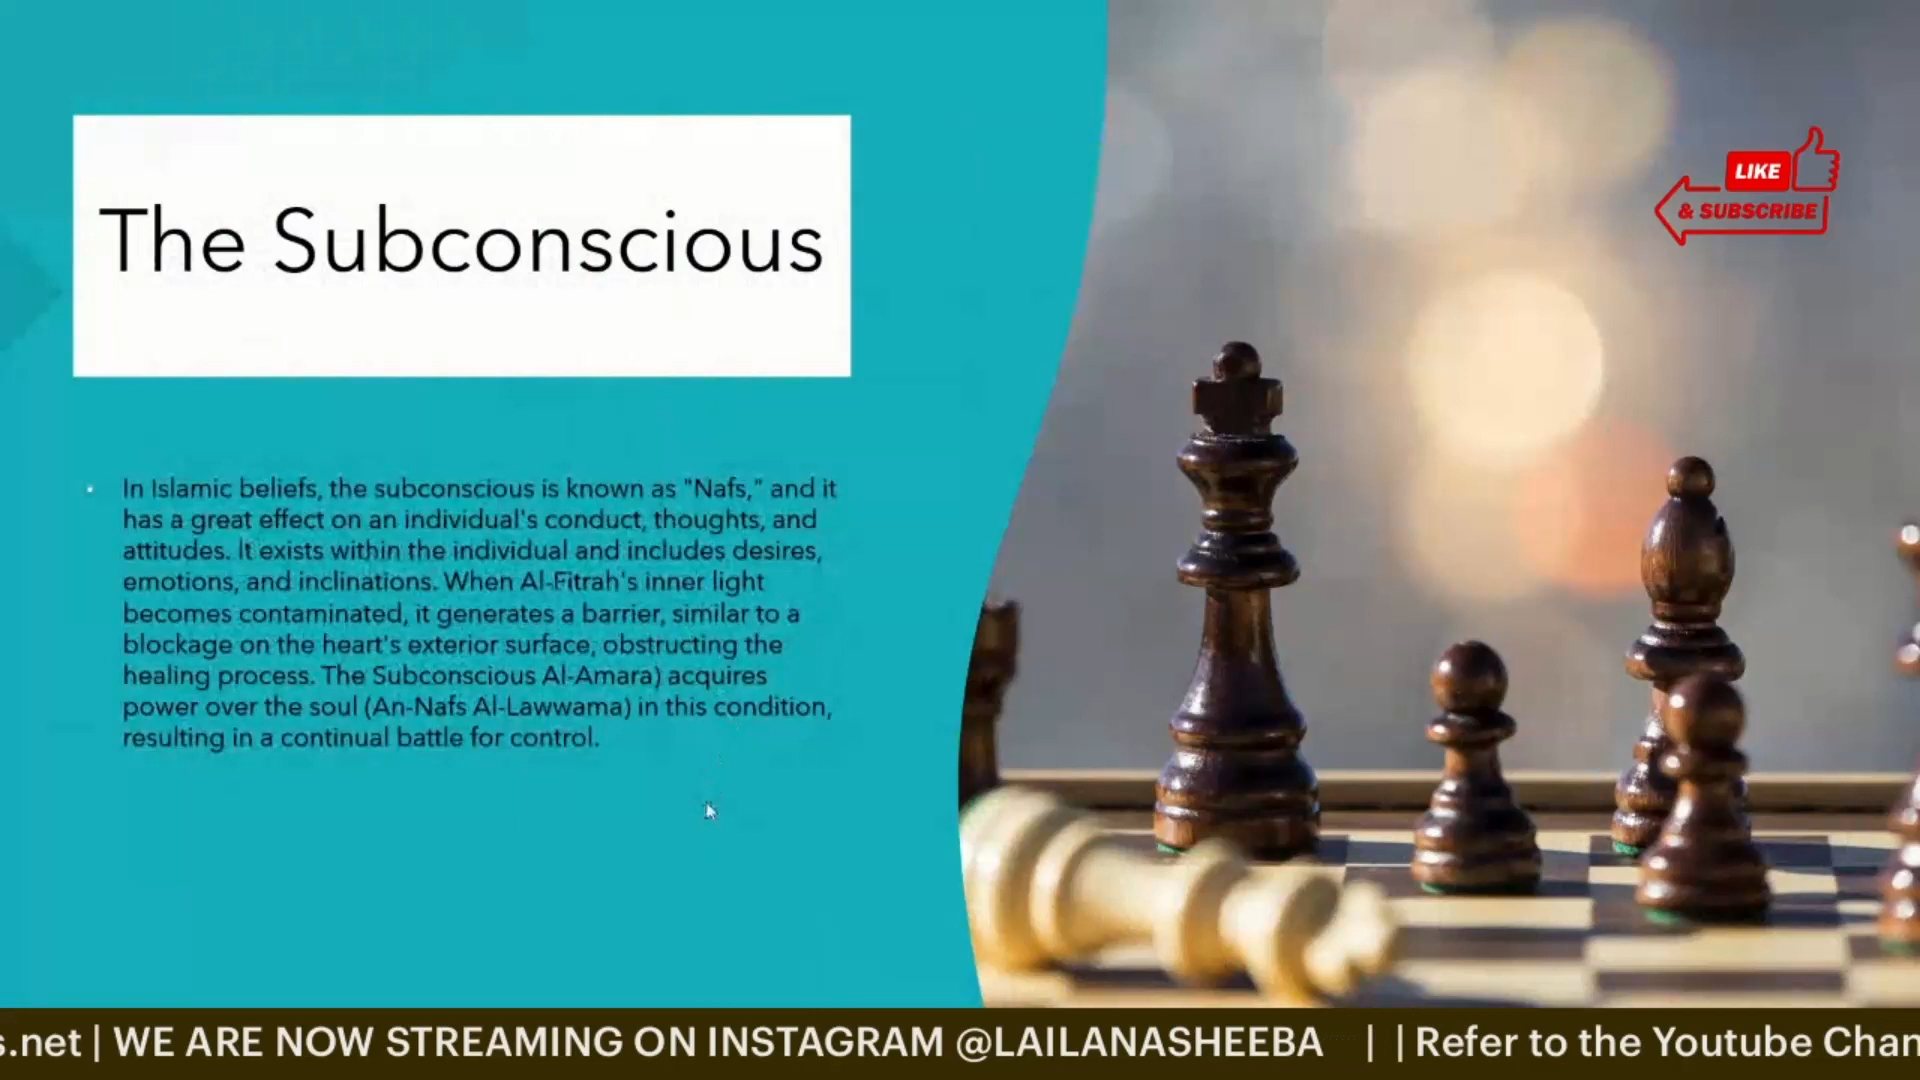 The Subconscious
LIKE
& SUBSCRIBE
• In Islamic beliefs, the subconscious is known as "Nafs," and it
has a great effect on an individual's conduct, thoughts, and
attitudes. It exists within the individual and includes desires,
emotions, and inclinations. When Al-Fitrah's inner light
becomes contaminated, it generates a barrier, similar to a
blockage on the heart's exterior surface, obstructing the
healing process. The Subconscious Al-Amara) acquires
power over the soul (An-Nafs Al-Lawwama) in this condition,
resulting in a continual battle for control.
s.net | WE ARE NOW STREAMING ON INSTAGRAM @LAILANASHEEBA | | Refer to the Youtube Chan